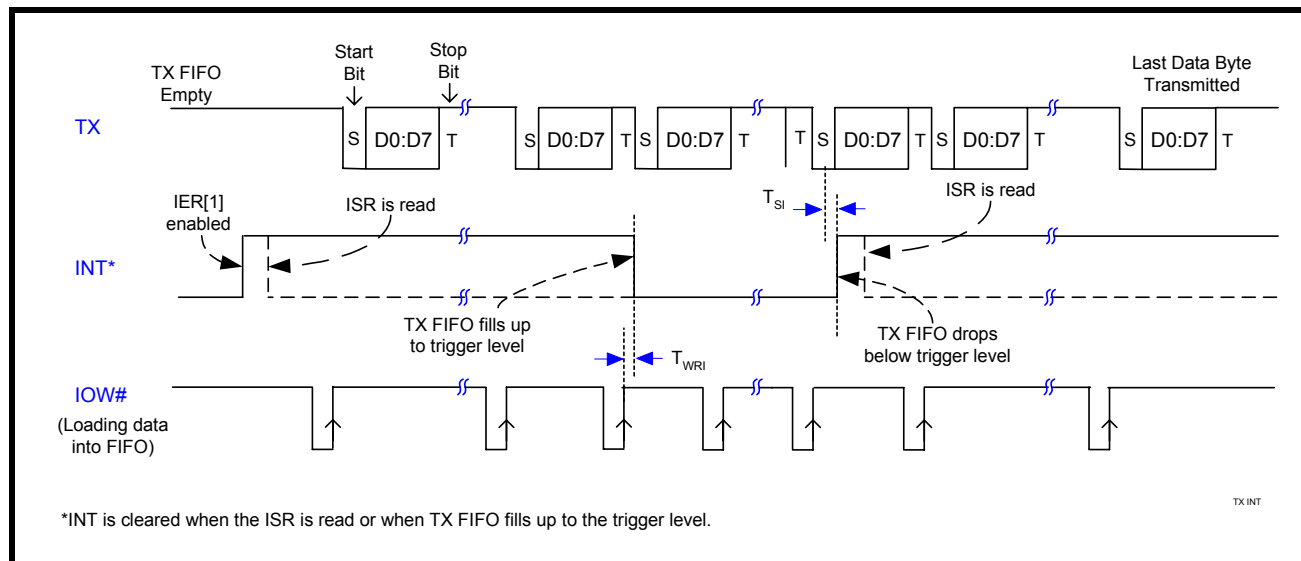 Start
Bit
Stop
Bit
TX FIFO
Empty
Last Data Byte
Transmitted
TX
S D0:D7 T S D0:D7 T S D0:D7 T T S D0:D7 T S D0:D7 T S D0:D7 T
IER[1]
enabled
ISR is read
TSI
ISR is read
INT*
TX FIFO fills up
to trigger level
TX FIFO drops
below trigger level
TWRI
IOW#
(Loading data
into FIFO)
*INT is cleared when the ISR is read or when TX FIFO fills up to the trigger level.
TX INT